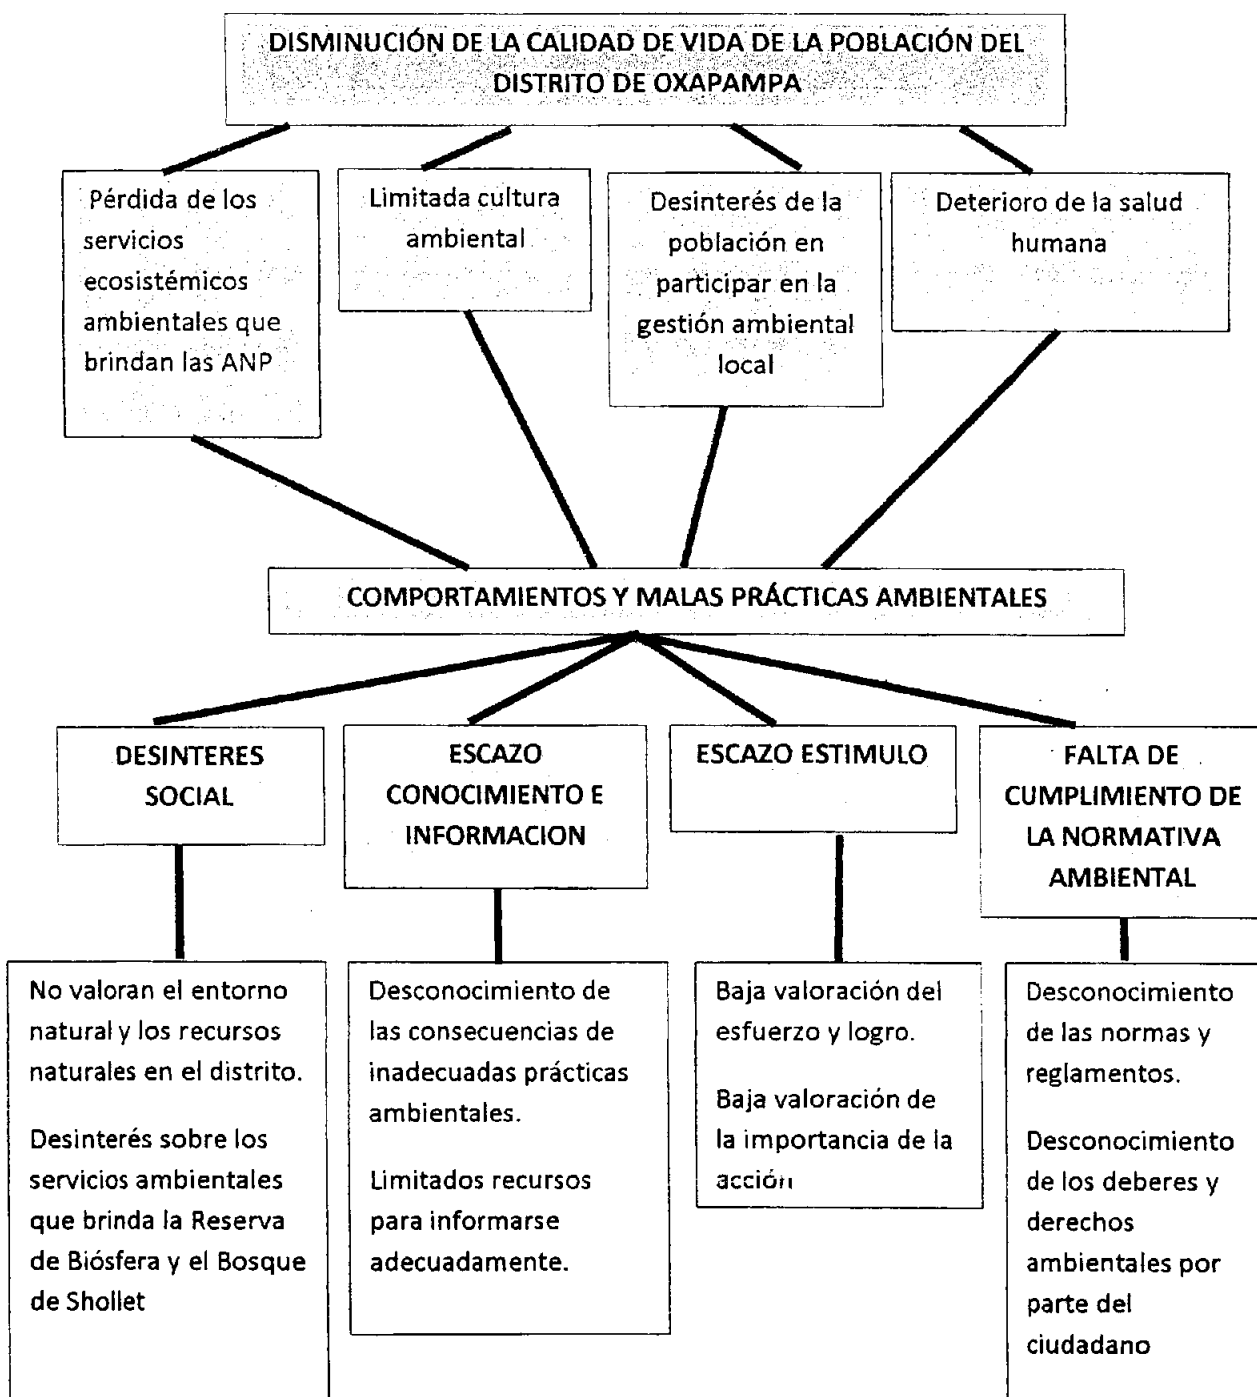 DISMINUCIÓN DE LA CALIDAD DE VIDA DE LA POBLACIÓN DEL
DISTRITO DE OXAPAMPA
Pérdida de los
servicios
ecosistémicos
ambientales que
brindan las ANP
Limitada cultura
ambiental
Desinterés de la
población en
participar en la
gestión ambiental
local
Deterioro de la salud
humana
COMPORTAMIENTOS Y MALAS PRÁCTICAS AMBIENTALES
DESINTERES
SOCIAL
ESCAZO
CONOCIMIENTO E
INFORMACION
ESCAZO ESTIMULO
FALTA DE
CUMPLIMIENTO DE
LA NORMATIVA
AMBIENTAL
No valoran el entorno
natural y los recursos
naturales en el distrito.
Desinterés sobre los
servicios ambientales
que brinda la Reserva
de Biósfera y el Bosque
de Shollet
Desconocimiento de
las consecuencias de
inadecuadas prácticas
ambientales.
Limitados recursos
para informarse
adecuadamente.
Baja valoración del
esfuerzo y logro.
Baja valoración de
la importancia de la
acción
Desconocimiento
de las normas y
reglamentos.
Desconocimiento
de los deberes y
derechos
ambientales por
parte del
ciudadano